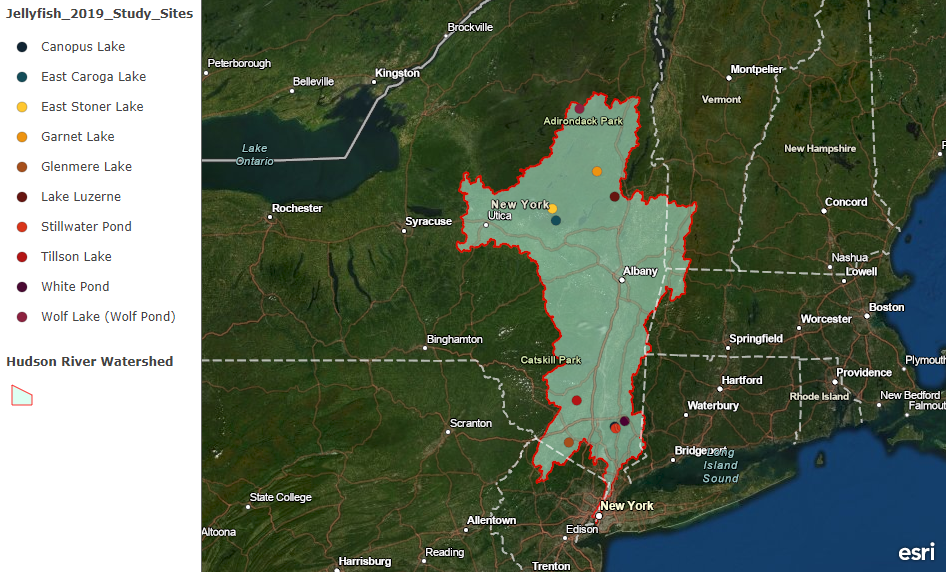 Jellyfish_2019_Study_Sites
Canopus Lake
East Caroga Lake
East Stoner Lake
Garnet Lake
Glenmere Lake
Lake Luzerne
Stillwater Pond
Tillson Lake
White Pond
Wolf Lake (Wolf Pond)
Hudson River Watershed
Brockville
Peterborough
Belleville
Kingston
Montpelier
Vermont
Adirondack Park
Lake
Ontario
New Hampshire
Rochester
Syracuse
New York
Utica
Concord
Nashua
Lowell
Albany
Boston
Worcester
Binghamton
Springfield
Catskill Park
Plymouth
Providence
Hartford
Rhode Island
New Bedford
Falmout
Waterbury
Scranton
Bridgeport
Long
Island
Sound
State College
New York
Allentown
Edison
Altoona
Reading
Harrisburg
Trenton
esri